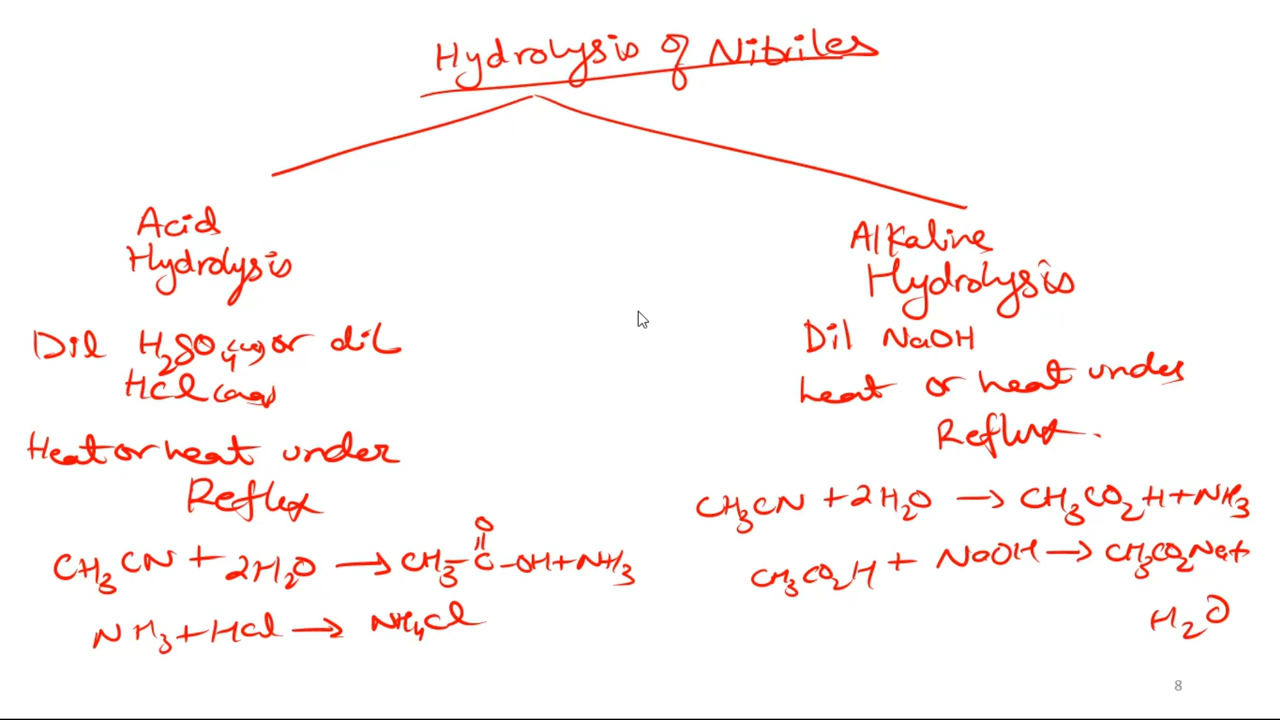 Hydrolysis of Nitriles
Acid
Hydrolysis
Dil H₂SO₄(aq) or dil
HCl(aq)
Heat or heat under
Reflux
CH₃CN + 2H₂O → CH₃-C(=O)-OH + NH₃
NH₃ + HCl → NH₄Cl
Alkaline
Hydrolysis
Dil NaOH
heat or heat under
Reflux.
CH₃CN + 2H₂O → CH₃CO₂H + NH₃
CH₃CO₂H + NaOH → CH₃CO₂Na +
H₂O
8